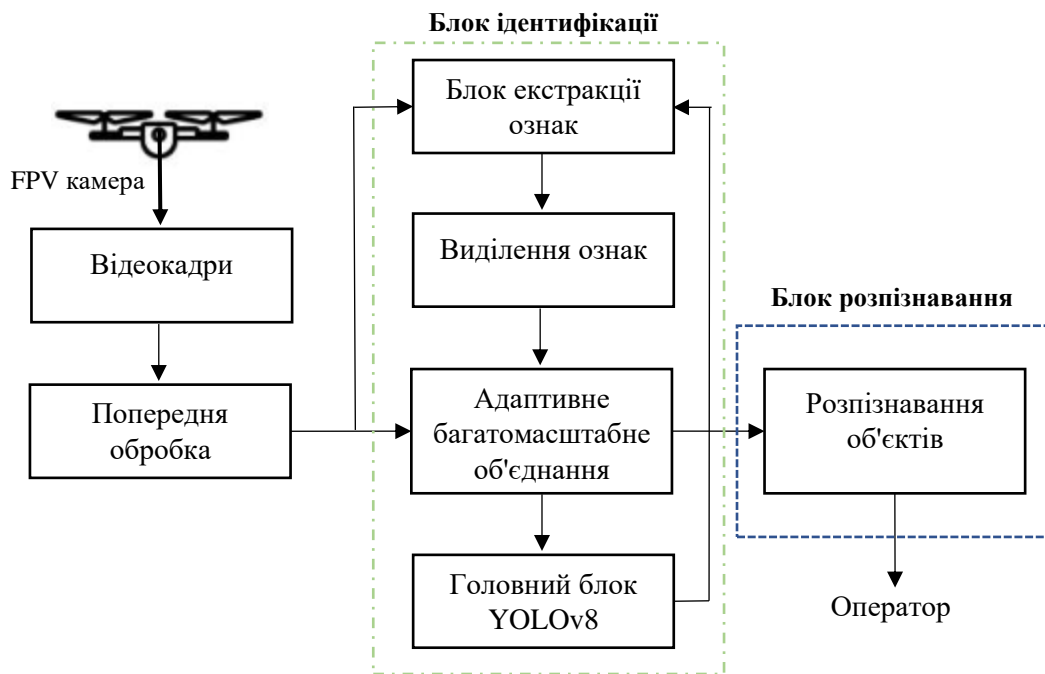 Блок ідентифікації
Блок екстракції
ознак
FPV камера
Відеокадри
Виділення ознак
Блок розпізнавання
Попередня
обробка
Адаптивне
багатомасштабне
об'єднання
Розпізнавання
об'єктів
Головний блок
YOLOv8
Оператор